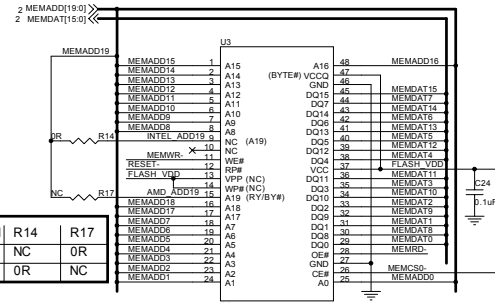 2 MEMADD[19:0]
2 MEMDAT[15:0]
MEMADD19
U3
MEMADD15 1 A15 A16 48 MEMADD16
MEMADD14 2 A14 (BYTE#) VCCQ 47
MEMADD13 3 A13 GND 46
MEMADD12 4 A12 DQ15 45 MEMDAT15
MEMADD11 5 A11 DQ7 44 MEMDAT7
MEMADD10 6 A10 DQ14 43 MEMDAT14
MEMADD9 7 A9 DQ6 42 MEMDAT6
MEMADD8 8 A8 DQ13 41 MEMDAT13
0R R14 INTEL_ADD19 9 NC (A19) DQ5 40 MEMDAT5
10 NC DQ12 39 MEMDAT12
MEMWR- 11 WE# DQ4 38 MEMDAT4
RESET- 12 RP# VCC 37 FLASH_VDD
FLASH_VDD 13 VPP (NC) DQ11 36 MEMDAT11
14 WP# (NC) DQ3 35 MEMDAT3
NC R17 AMD_ADD19 15 A19 (RY/BY#) DQ10 34 MEMDAT10
MEMADD18 16 A18 DQ2 33 MEMDAT2
MEMADD17 17 A17 DQ9 32 MEMDAT9
MEMADD7 18 A7 DQ1 31 MEMDAT1
MEMADD6 19 A6 DQ8 30 MEMDAT8
MEMADD5 20 A5 DQ0 29 MEMDAT0
MEMADD4 21 A4 OE# 28 MEMRD-
MEMADD3 22 A3 GND 27
MEMADD2 23 A2 CE# 26 MEMCS0-
MEMADD1 24 A1 A0 25 MEMADD0
C24
0.1uF
R14 R17
NC 0R
0R NC